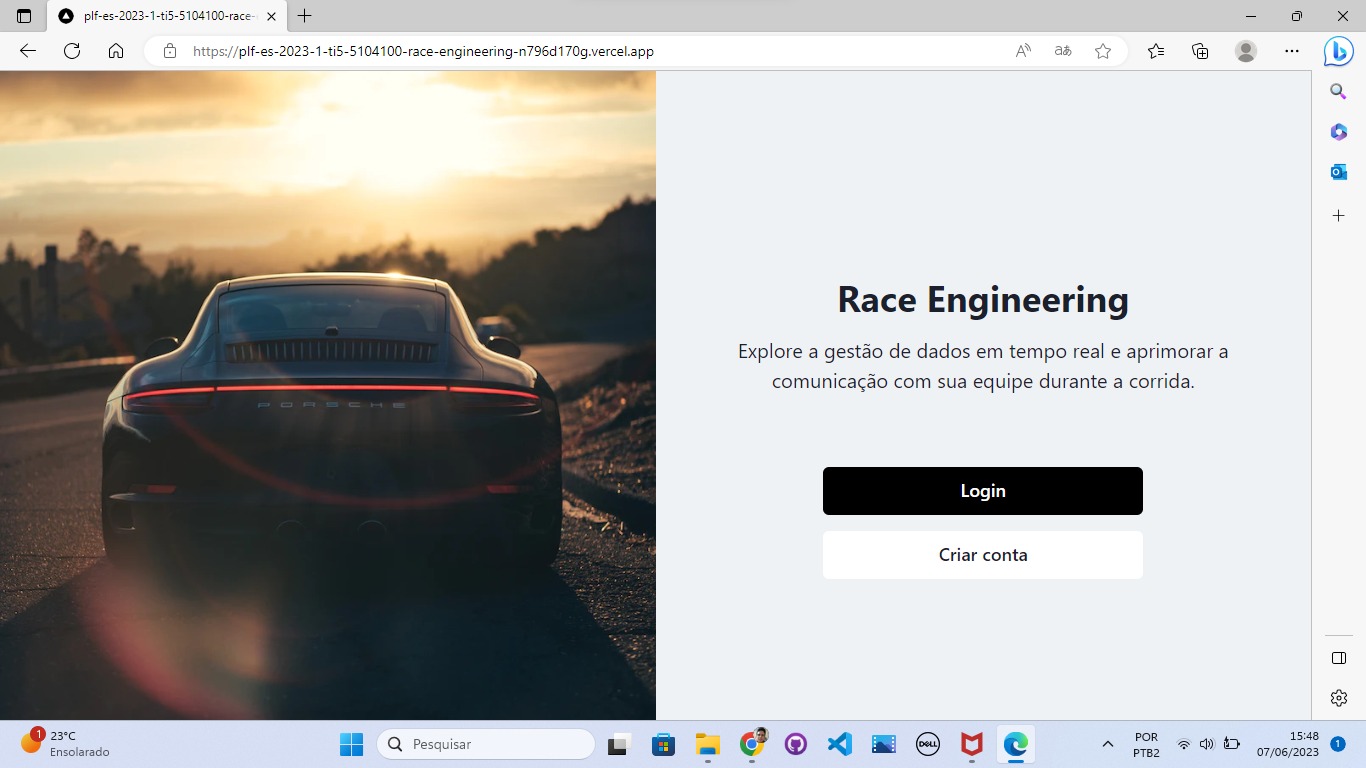 plf-es-2023-1-ti5-5104100-race-
https://plf-es-2023-1-ti5-5104100-race-engineering-n796d170g.vercel.app
PORSCHE
Race Engineering
Explore a gestão de dados em tempo real e aprimorar a
comunicação com sua equipe durante a corrida.
Login
Criar conta
1
23°C
Ensolarado
Pesquisar
DELL
POR
PTB2
15:48
07/06/2023
1